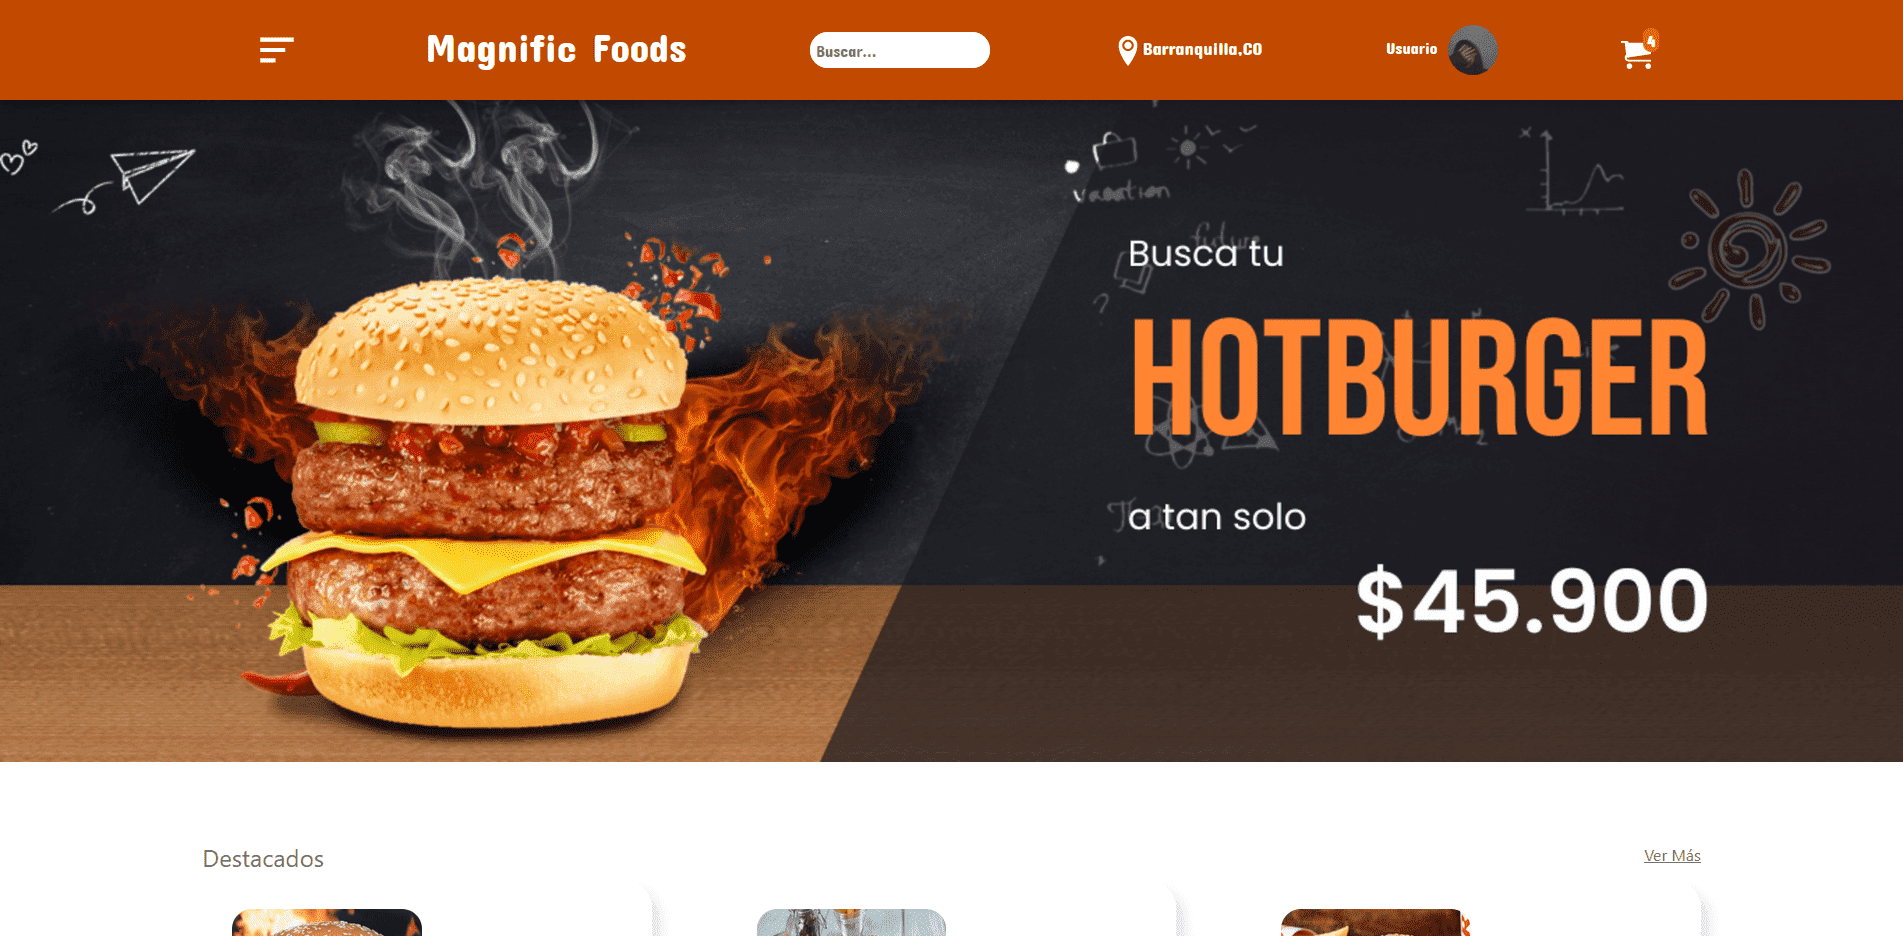 Magnific Foods
Buscar...
Barranquilla,CO
Usuario
4
vacation
future
Busca tu
HOTBURGER
a tan solo
$45.900
Destacados
Ver Más